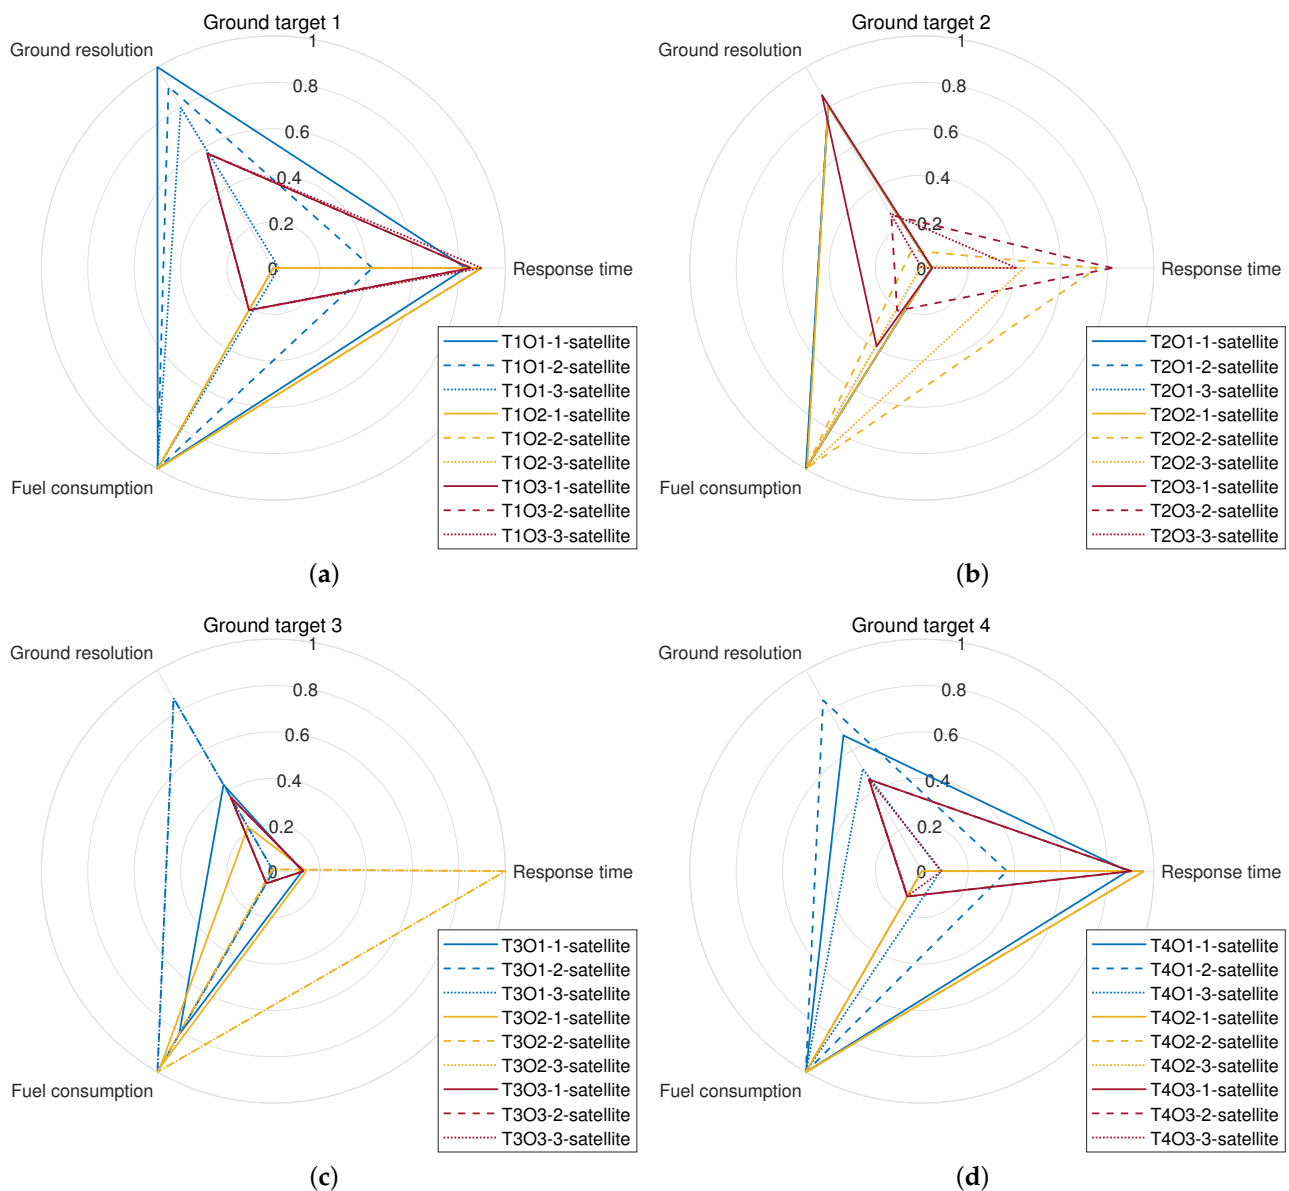 Ground target 1
1
Ground resolution
0.8
0.6
0.4
0.2
0
Response time
Fuel consumption
T1O1-1-satellite
T1O1-2-satellite
T1O1-3-satellite
T1O2-1-satellite
T1O2-2-satellite
T1O2-3-satellite
T1O3-1-satellite
T1O3-2-satellite
T1O3-3-satellite
(a)
Ground target 2
1
Ground resolution
0.8
0.6
0.4
0.2
0
Response time
Fuel consumption
T2O1-1-satellite
T2O1-2-satellite
T2O1-3-satellite
T2O2-1-satellite
T2O2-2-satellite
T2O2-3-satellite
T2O3-1-satellite
T2O3-2-satellite
T2O3-3-satellite
(b)
Ground target 3
1
Ground resolution
0.8
0.6
0.4
0.2
0
Response time
Fuel consumption
T3O1-1-satellite
T3O1-2-satellite
T3O1-3-satellite
T3O2-1-satellite
T3O2-2-satellite
T3O2-3-satellite
T3O3-1-satellite
T3O3-2-satellite
T3O3-3-satellite
(c)
Ground target 4
1
Ground resolution
0.8
0.6
0.4
0.2
0
Response time
Fuel consumption
T4O1-1-satellite
T4O1-2-satellite
T4O1-3-satellite
T4O2-1-satellite
T4O2-2-satellite
T4O2-3-satellite
T4O3-1-satellite
T4O3-2-satellite
T4O3-3-satellite
(d)